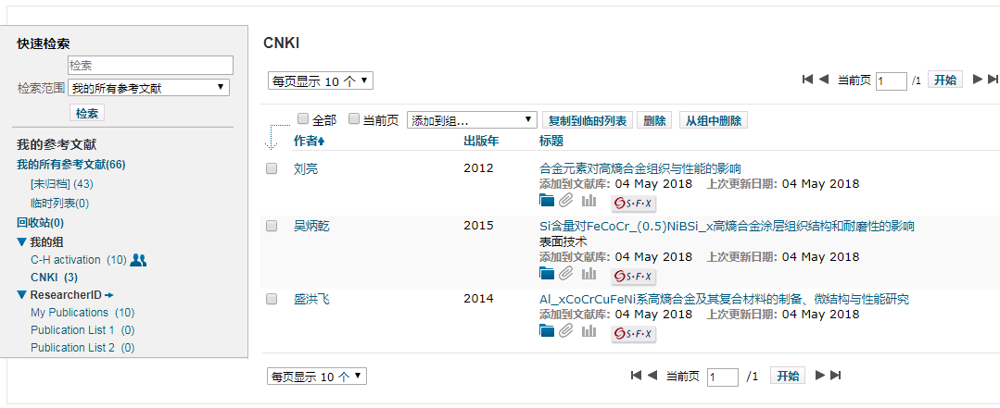 快速检索
检索
检索范围 我的所有参考文献
检索
我的参考文献
我的所有参考文献(66)
[未归档] (43)
临时列表(0)
回收站(0)
我的组
C-H activation (10)
CNKI (3)
ResearcherID
My Publications (10)
Publication List 1 (0)
Publication List 2 (0)
CNKI
每页显示 10 个 当前页 1 /1 开始
全部 当前页 添加到组... 复制到临时列表 删除 从组中删除
作者 出版年 标题
刘亮 2012 合金元素对高熵合金组织与性能的影响
添加到文献库: 04 May 2018 上次更新日期: 04 May 2018
S·F·X
吴炳乾 2015 Si含量对FeCoCr_(0.5)NiBSi_x高熵合金涂层组织结构和耐磨性的影响
表面技术
添加到文献库: 04 May 2018 上次更新日期: 04 May 2018
S·F·X
盛洪飞 2014 Al_xCoCrCuFeNi系高熵合金及其复合材料的制备、微结构与性能研究
添加到文献库: 04 May 2018 上次更新日期: 04 May 2018
S·F·X
每页显示 10 个 当前页 1 /1 开始